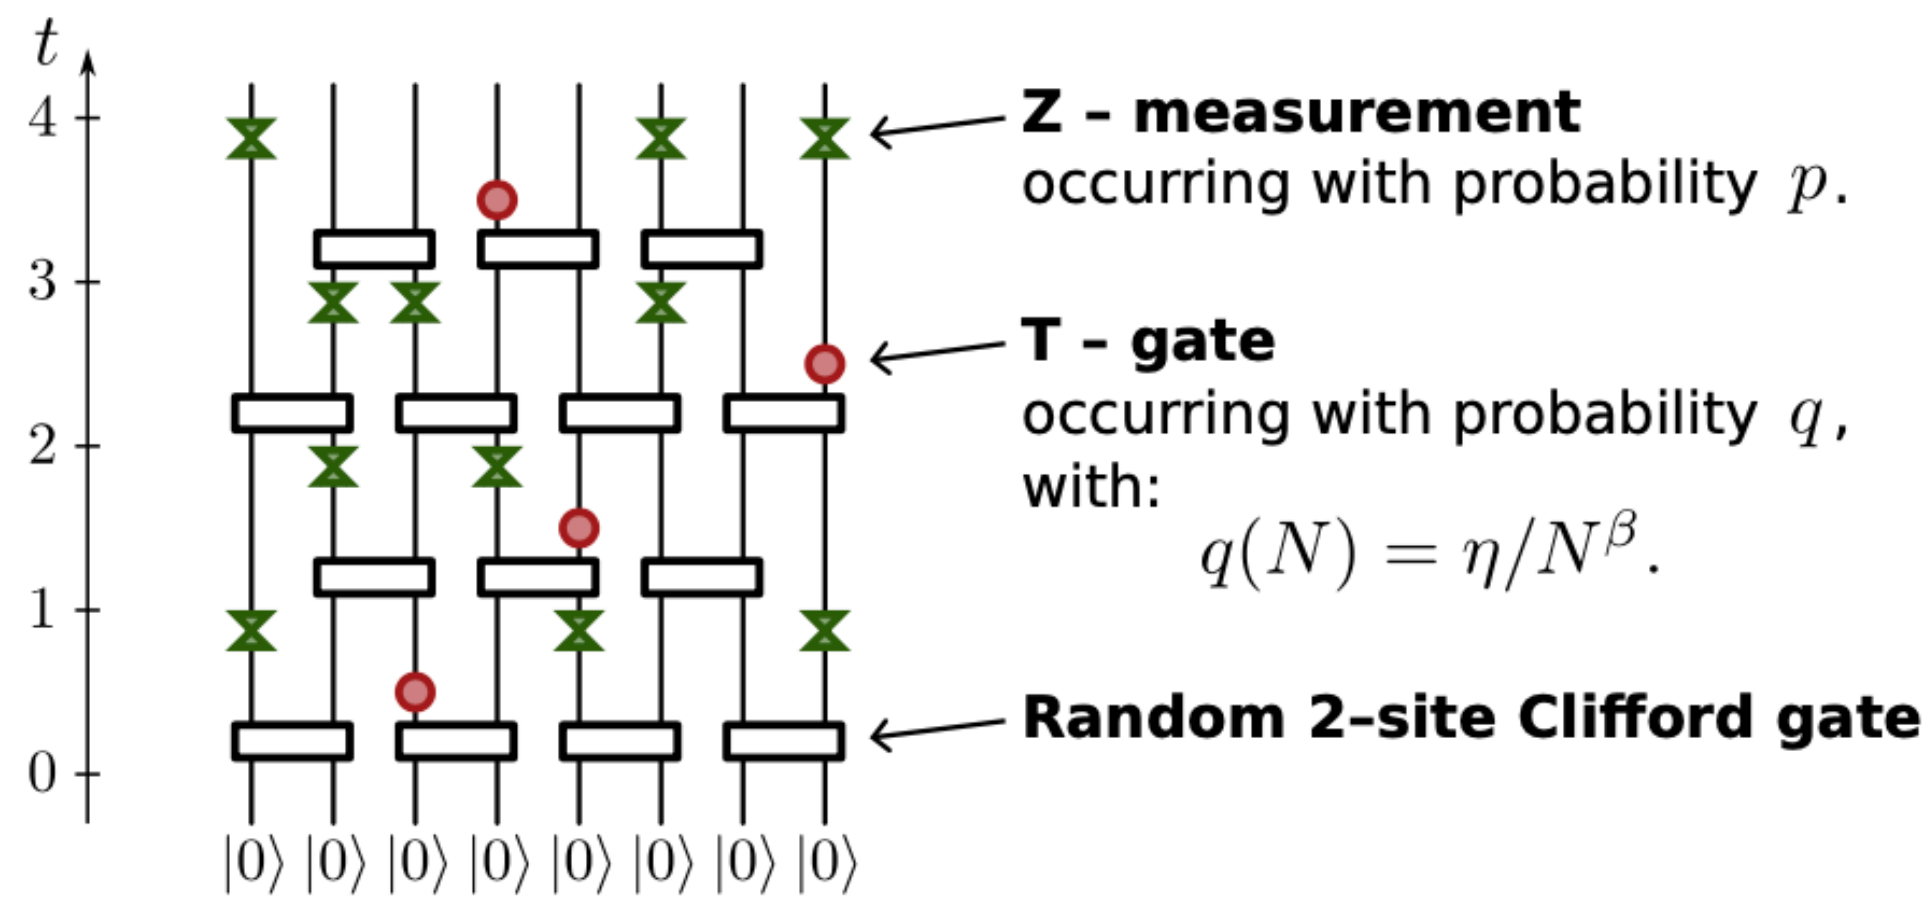 t
4
3
2
1
0
|0⟩ |0⟩ |0⟩ |0⟩ |0⟩ |0⟩ |0⟩ |0⟩
Z – measurement
occurring with probability p.
T – gate
occurring with probability q,
with:
q(N) = η/N^β.
Random 2–site Clifford gate